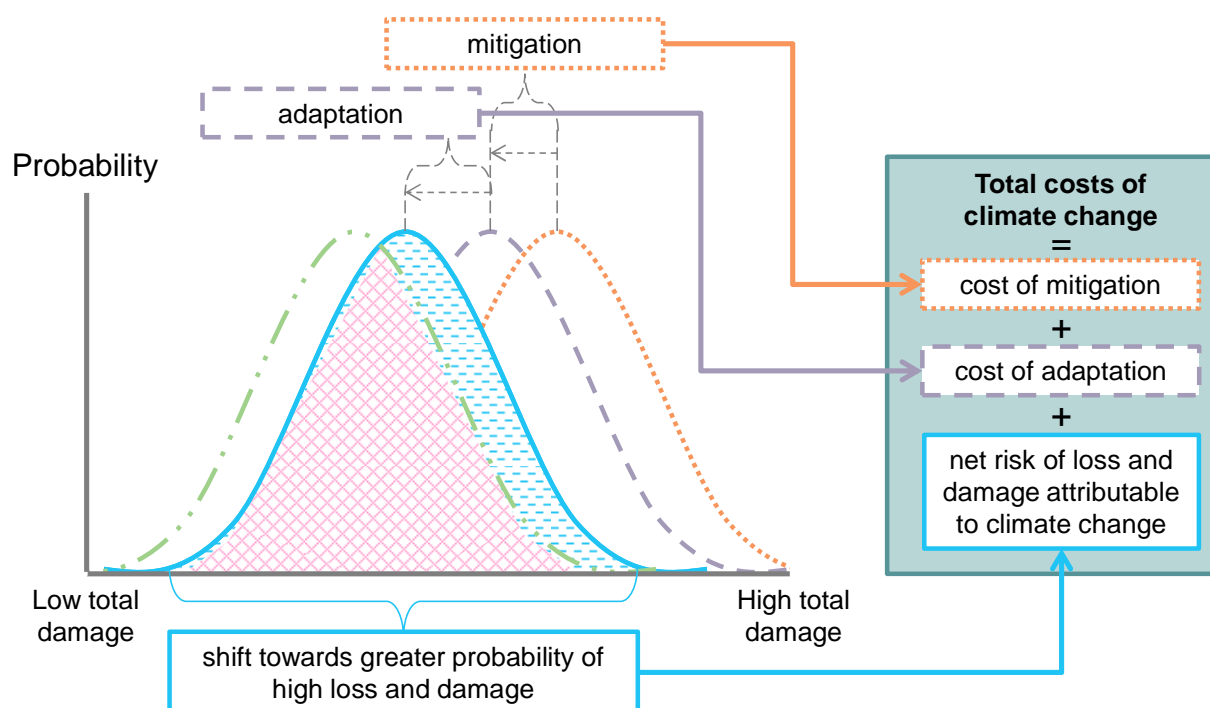 mitigation
adaptation
Probability
Low total
damage
High total
damage
shift towards greater probability of
high loss and damage
Total costs of
climate change
=
cost of mitigation
+
cost of adaptation
+
net risk of loss and
damage attributable
to climate change